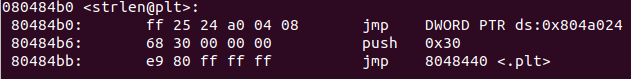 080484b0 <strlen@plt>:
80484b0: ff 25 24 a0 04 08 jmp DWORD PTR ds:0x804a024
80484b6: 68 30 00 00 00 push 0x30
80484bb: e9 80 ff ff ff jmp 8048440 <.plt>